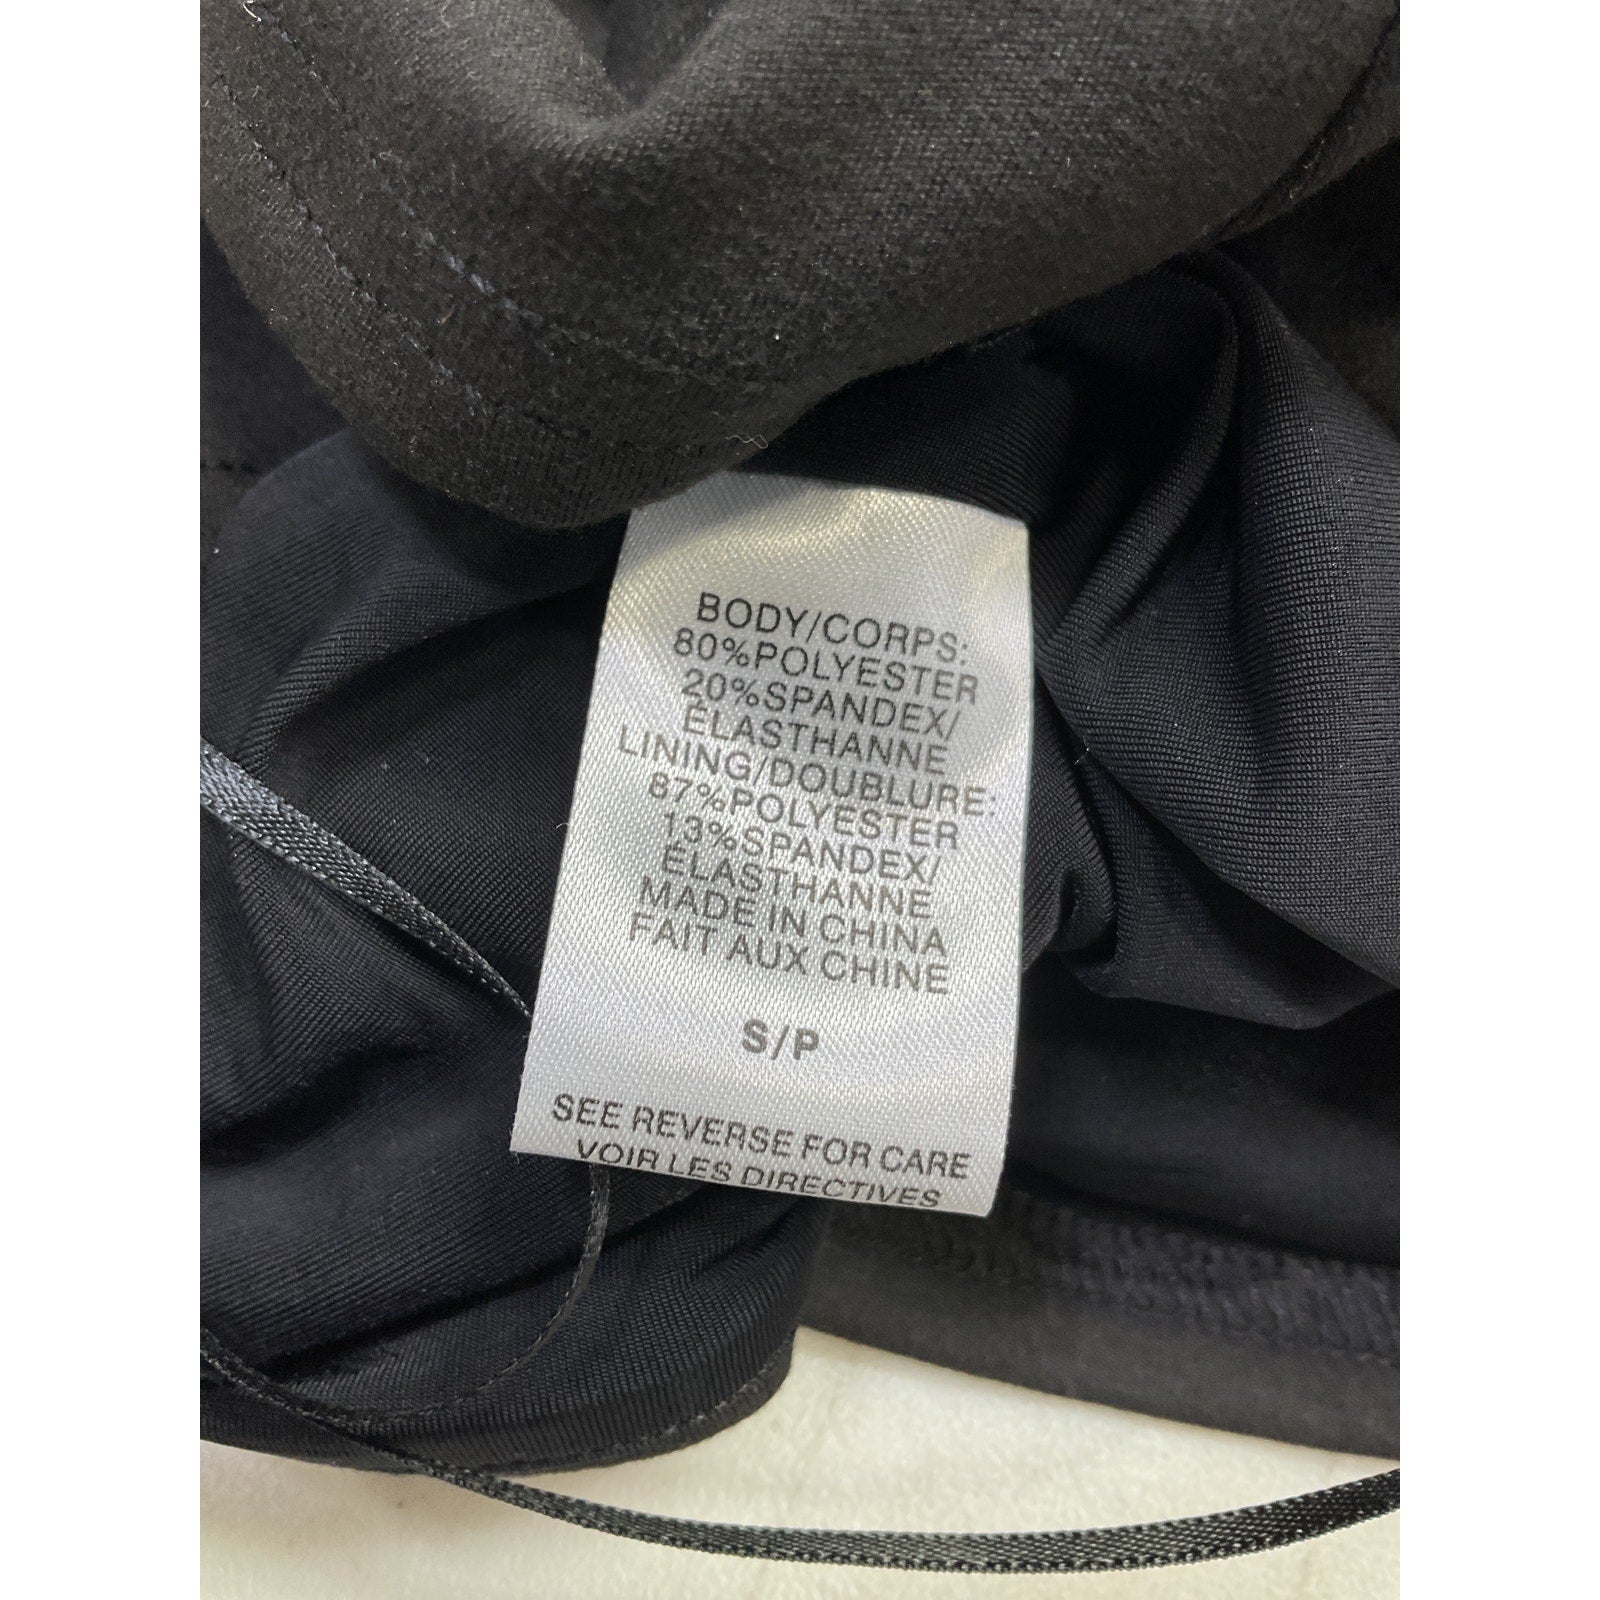 BODY/CORPS:
80%POLYESTER
20%SPANDEX/
ÉLASTHANNE
LINING/DOUBLURE:
87%POLYESTER
13%SPANDEX/
ÉLASTHANNE
MADE IN CHINA
FAIT AUX CHINE
S/P
SEE REVERSE FOR CARE
VOIR LES DIRECTIVES